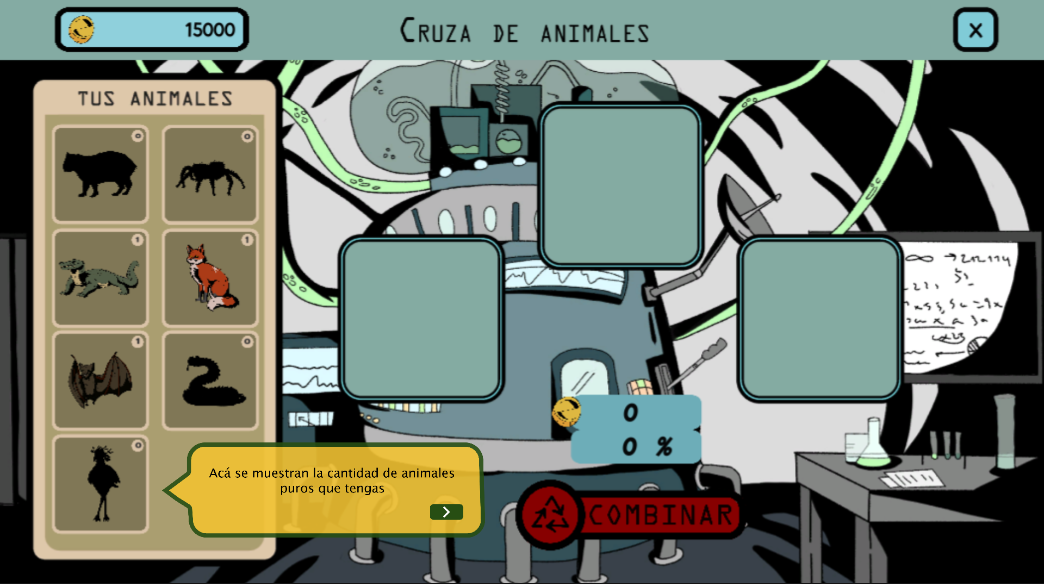 15000
CRUZA DE ANIMALES
X
TUS ANIMALES
0
0
1
1
1
0
0
Acá se muestran la cantidad de animales
puros que tengas
>
0
0 %
COMBINAR